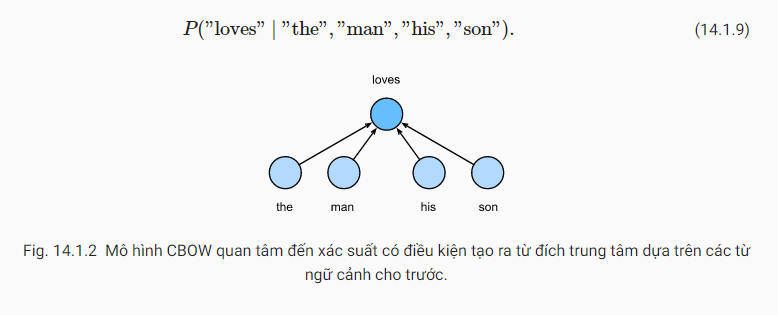 P("loves" | "the", "man", "his", "son").	(14.1.9)
loves
the man his son
Fig. 14.1.2 Mô hình CBOW quan tâm đến xác suất có điều kiện tạo ra từ đích trung tâm dựa trên các từ
ngữ cảnh cho trước.